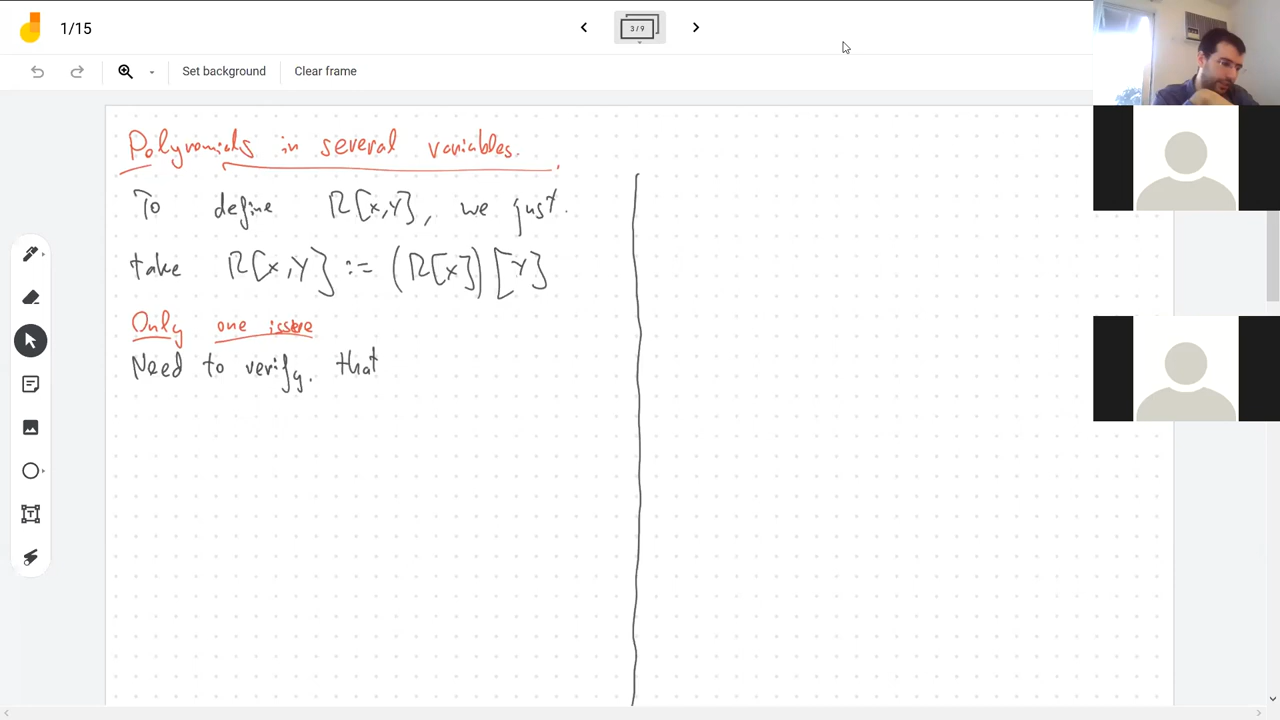 1/15
3/9
Set background
Clear frame
Polynomials in several variables.
To define R[x,y], we just.
take R[x,y] := (R[x])[y]
Only one issue
Need to verify. that